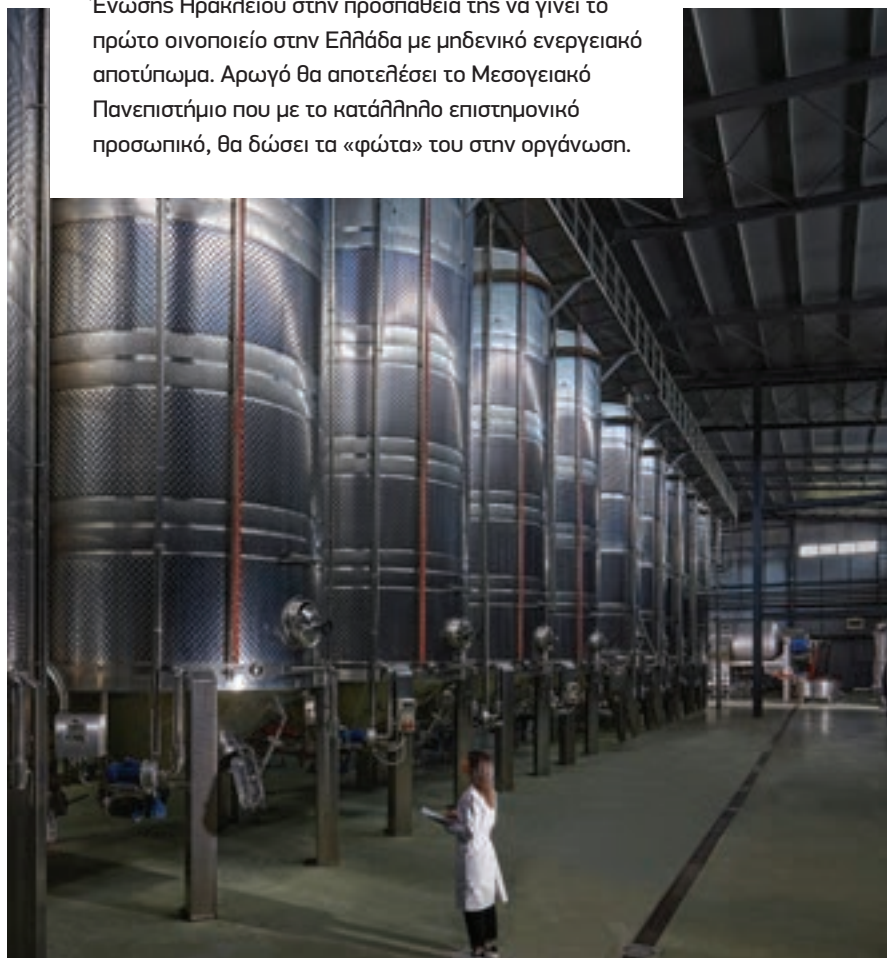 Ένωσης Ηρακλείου στην προσπάθειά της να γίνει το
πρώτο οινοποιείο στην Ελλάδα με μηδενικό ενεργειακό
αποτύπωμα. Αρωγό θα αποτελέσει το Μεσογειακό
Πανεπιστήμιο που με το κατάλληλο επιστημονικό
προσωπικό, θα δώσει τα «φώτα» του στην οργάνωση.